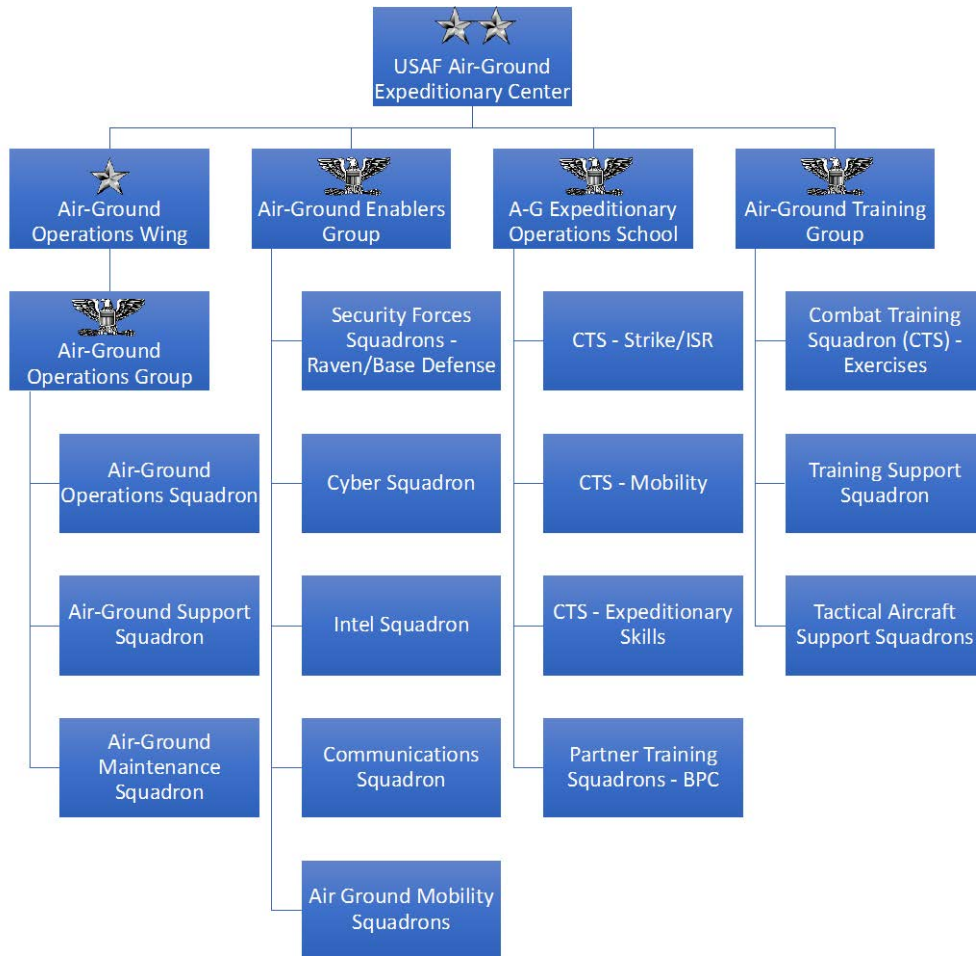 USAF Air-Ground
Expeditionary Center
Air-Ground
Operations Wing
Air-Ground Enablers
Group
A-G Expeditionary
Operations School
Air-Ground Training
Group
Air-Ground
Operations Group
Security Forces
Squadrons -
Raven/Base Defense
CTS - Strike/ISR
Combat Training
Squadron (CTS) -
Exercises
Air-Ground
Operations Squadron
Cyber Squadron
CTS - Mobility
Training Support
Squadron
Air-Ground Support
Squadron
Intel Squadron
CTS - Expeditionary
Skills
Tactical Aircraft
Support Squadrons
Air-Ground
Maintenance
Squadron
Communications
Squadron
Partner Training
Squadrons - BPC
Air Ground Mobility
Squadrons